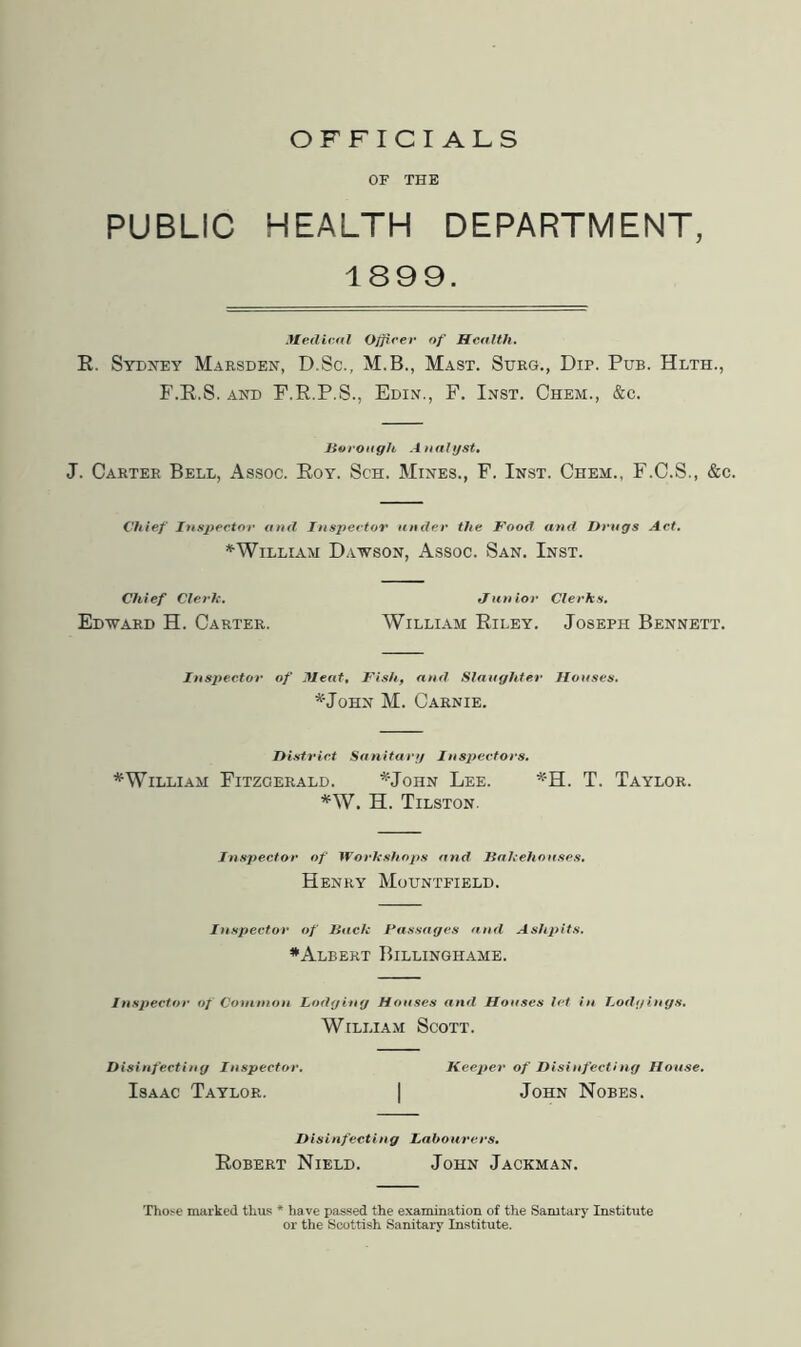 OFFICIALS
OF THE
PUBLIC HEALTH DEPARTMENT,
1899.
Medical Officer of Health.
R. Sydney Marsden, D.Sc., M.B., Mast. Surg., Dip. Pub. Hlth.,
F.R.S. and F.R.P.S., Edin., F. Inst. Chem., &c.
Borough Analyst.
J. Carter Bell, Assoc. Roy. Sch. Mines., F. Inst. Chem., F.C.S., &c.
Chief Inspector and Inspector under the Food and Drugs Act.
*William Dawson, Assoc. San. Inst.
Chief Clerk. Junior Clerks.
Edward H. Carter. William Riley. Joseph Bennett.
Inspector of Meat, Fish, and Slaughter Houses.
*John M. Carnie.
District Sanitary Inspectors.
*William Fitzgerald. *John Lee. *H. T. Taylor.
*W. H. Tilston.
Inspector of Workshops and Bakehouses.
Henry Mountfield.
Inspector of Back Passages and Ashpits.
*Albert Billinghame.
Inspector of Common Lodging Houses and Houses let in Lodgings.
William Scott.
Disinfecting Inspector. Keeper of Disinfecting House.
Isaac Taylor. | John Nobes.
Disinfecting Labourers.
Robert Nield. John Jackman.
Those marked thus * have passed the examination of the Sanitary Institute
or the Scottish Sanitary Institute.